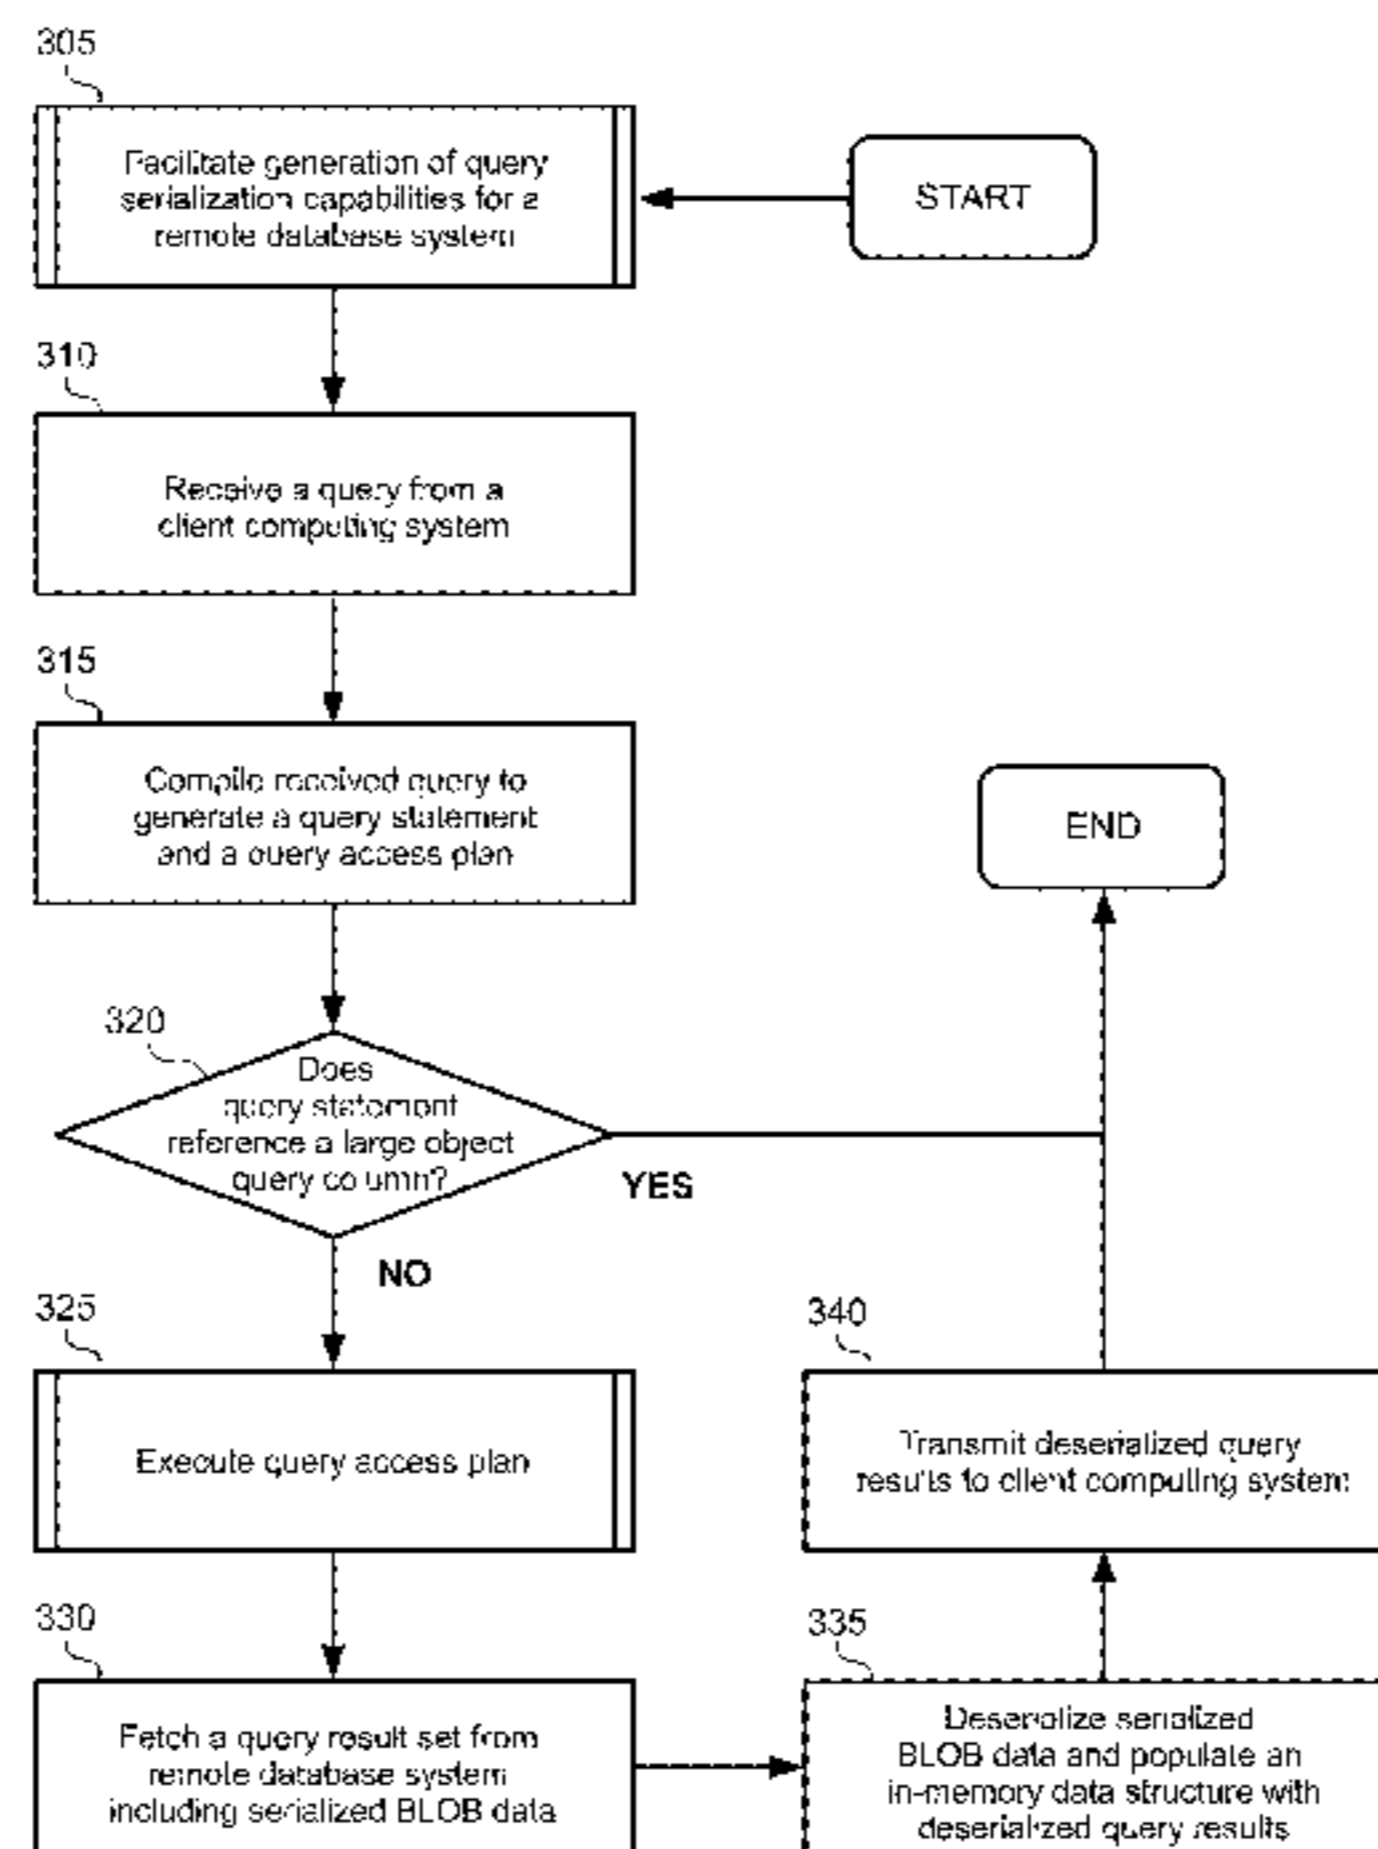 305
Facilitate generation of query
serialization capabilities for a
remote database system
START
310
Receive a query from a
client computing system
315
Compile received query to
generate a query statement
and a query access plan
END
320
Does
query statement
reference a large object
query column?
YES
NO
325
Execute query access plan
340
Transmit deserialized query
results to client computing system
330
Fetch a query result set from
remote database system
including serialized BLOB data
335
Deserialize serialized
BLOB data and populate an
in-memory data structure with
deserialized query results